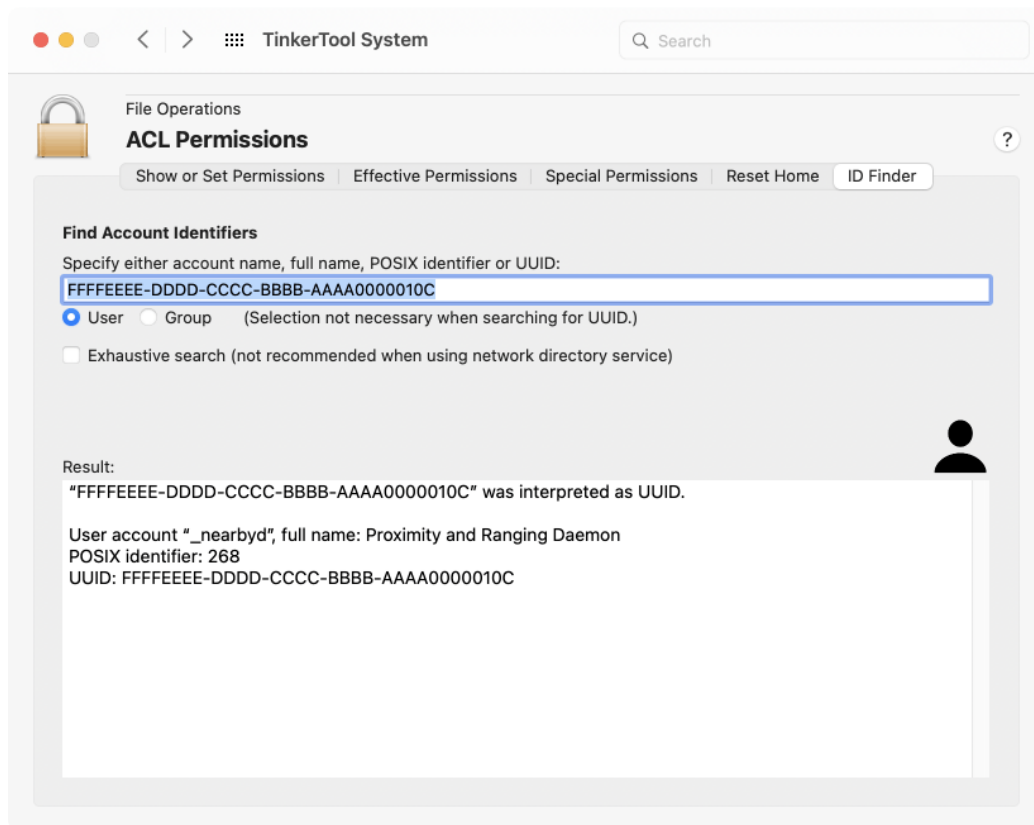 TinkerTool System
Search
File Operations
ACL Permissions
?
Show or Set Permissions
Effective Permissions
Special Permissions
Reset Home
ID Finder
Find Account Identifiers
Specify either account name, full name, POSIX identifier or UUID:
FFFFEEEE-DDDD-CCCC-BBBB-AAAA0000010C
User
Group
(Selection not necessary when searching for UUID.)
Exhaustive search (not recommended when using network directory service)
Result:
“FFFFEEEE-DDDD-CCCC-BBBB-AAAA0000010C” was interpreted as UUID.
User account “_nearbyd”, full name: Proximity and Ranging Daemon
POSIX identifier: 268
UUID: FFFFEEEE-DDDD-CCCC-BBBB-AAAA0000010C